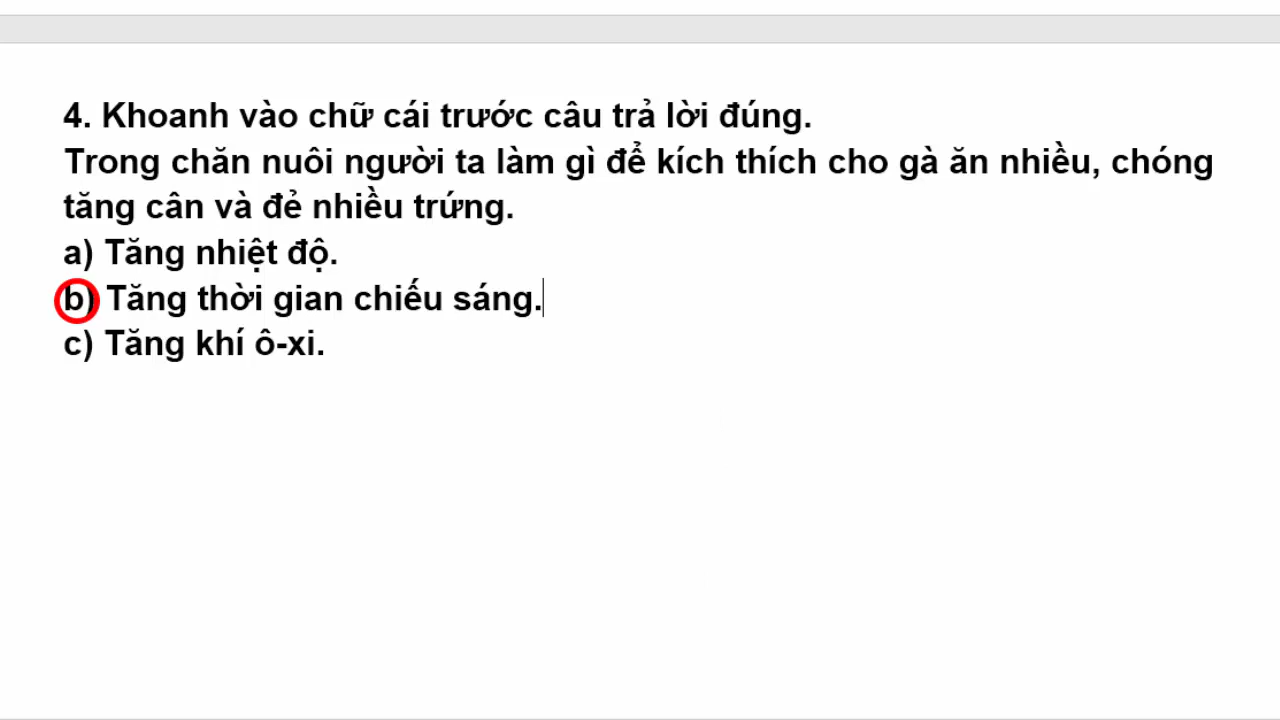 4. Khoanh vào chữ cái trước câu trả lời đúng.
Trong chăn nuôi người ta làm gì để kích thích cho gà ăn nhiều, chóng
tăng cân và đẻ nhiều trứng.
a) Tăng nhiệt độ.
b) Tăng thời gian chiếu sáng.
c) Tăng khí ô-xi.